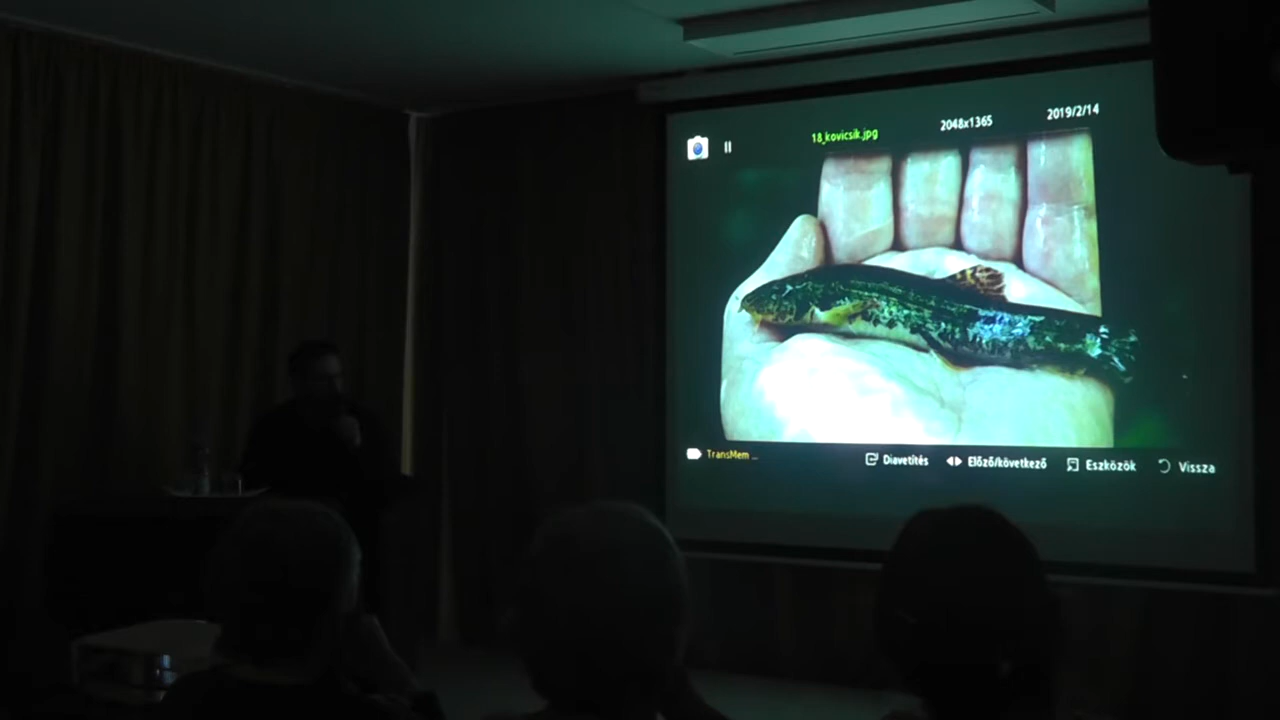 18_kovicsik.jpg
2048x1365
2019/2/14
TransMem ...
Diavetítés
Előző/következő
Eszközök
Vissza